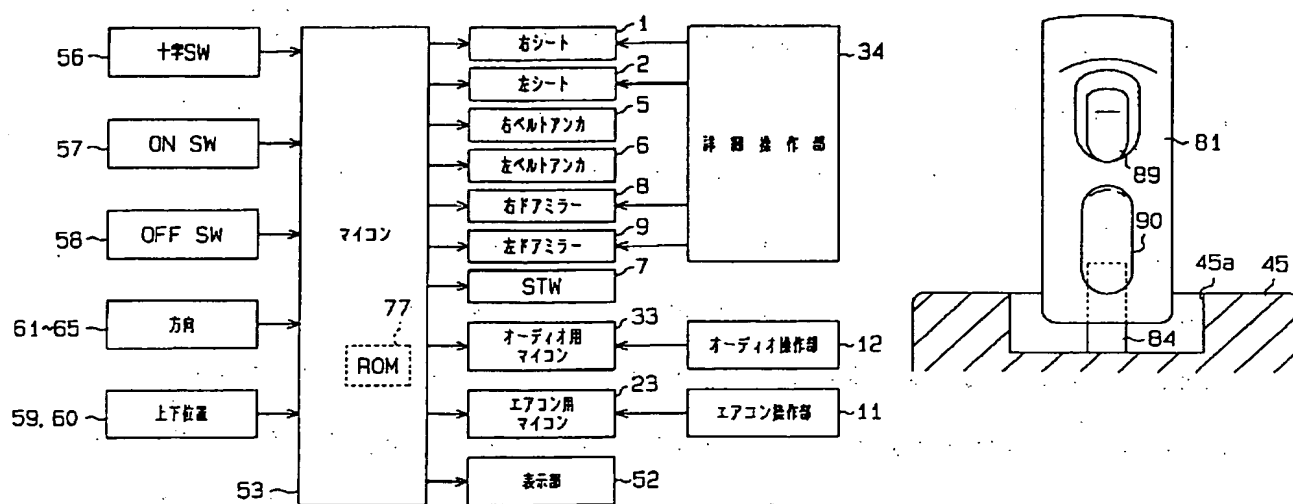 56
十字SW
57
ON SW
58
OFF SW
61~65
方向
59, 60
上下位置
マイコン
77
ROM
53
1
右シート
2
左シート
5
右ベルトアンカ
6
左ベルトアンカ
8
右ドアミラー
9
左ドアミラー
7
STW
33
オーディオ用
マイコン
23
エアコン用
マイコン
表示部
52
詳細操作部
34
オーディオ操作部
12
エアコン操作部
11
81
89
90
45a
45
84